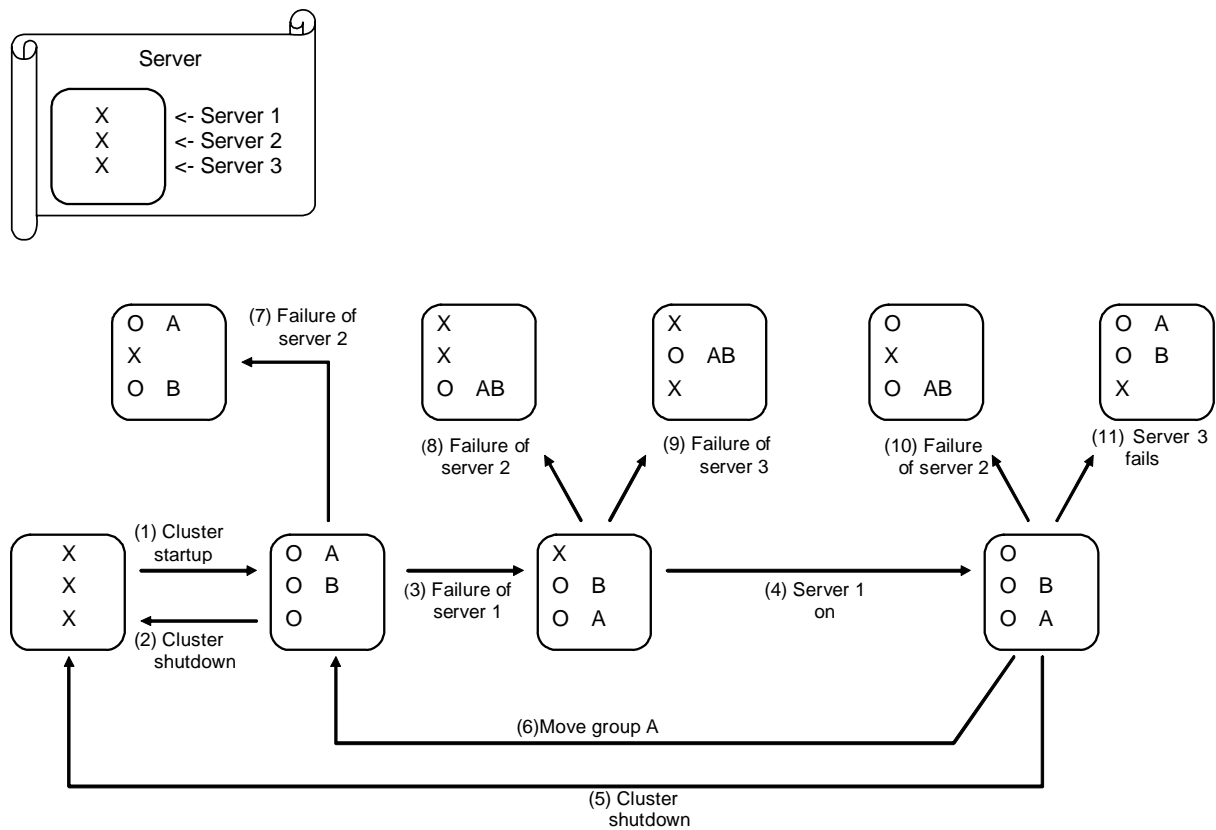 Server
X <- Server 1
X <- Server 2
X <- Server 3
O A
X
O B
(7) Failure of
server 2
X
X
O AB
(8) Failure of
server 2
X
O AB
X
(9) Failure of
server 3
O
X
O AB
(10) Failure
of server 2
O A
O B
X
(11) Server 3
fails
X
X
X
(1) Cluster
startup
(2) Cluster
shutdown
O A
O B
O
(3) Failure of
server 1
X
O B
O A
(4) Server 1
on
O
O B
O A
(6)Move group A
(5) Cluster
shutdown